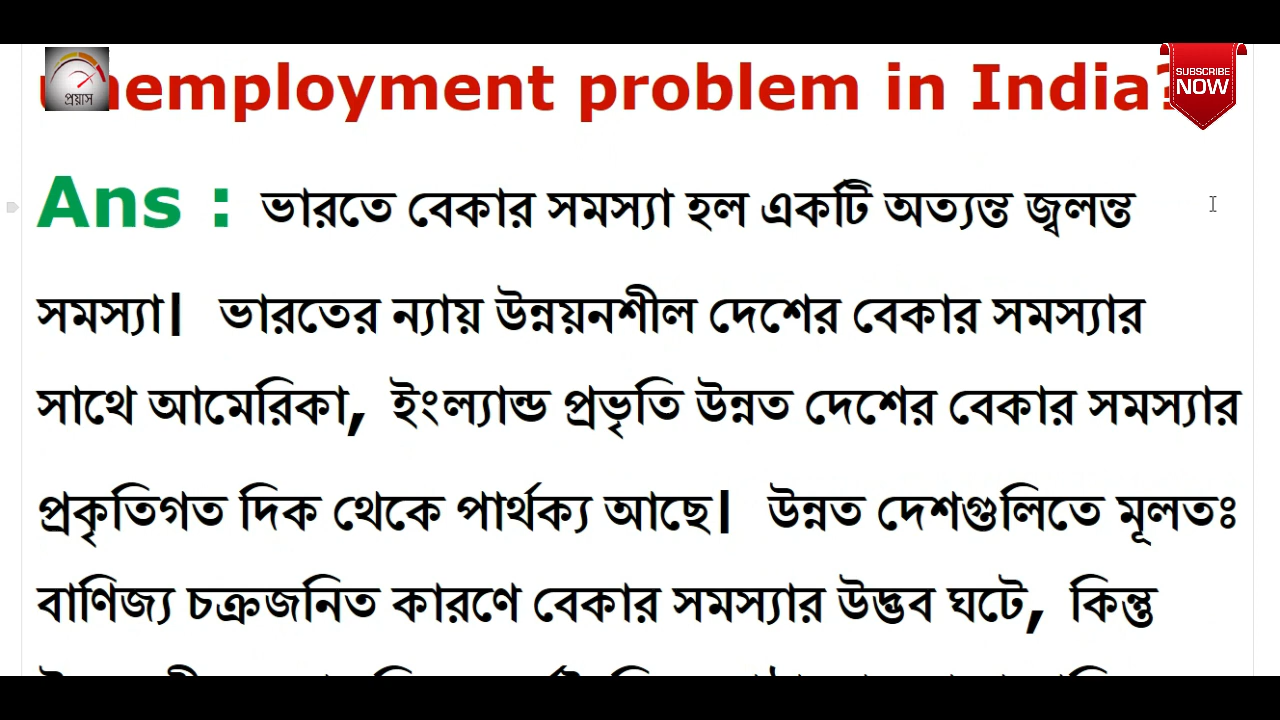 unemployment problem in India?
প্রয়াস
SUBSCRIBE
NOW
Ans : ভারতে বেকার সমস্যা হল একটি অত্যন্ত জ্বলন্ত
সমস্যা। ভারতের ন্যায় উন্নয়নশীল দেশের বেকার সমস্যার
সাথে আমেরিকা, ইংল্যান্ড প্রভৃতি উন্নত দেশের বেকার সমস্যার
প্রকৃতিগত দিক থেকে পার্থক্য আছে। উন্নত দেশগুলিতে মূলতঃ
বাণিজ্য চক্রজনিত কারণে বেকার সমস্যার উদ্ভব ঘটে, কিন্তু